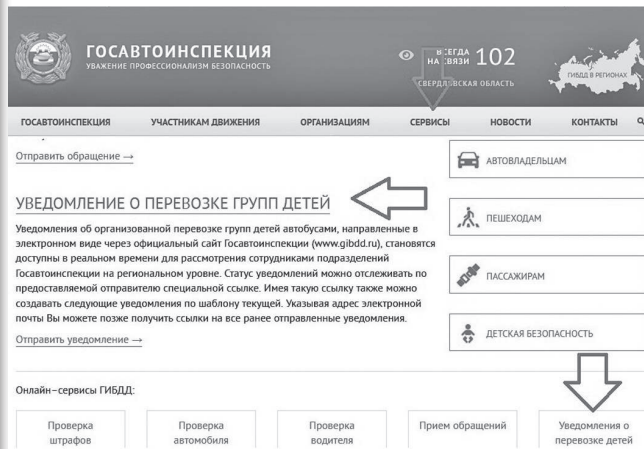 ГОСАВТОИНСПЕКЦИЯ
УВАЖЕНИЕ ПРОФЕССИОНАЛИЗМ БЕЗОПАСНОСТЬ
ВСЕГДА
НА СВЯЗИ 102
СВЕРДЛОВСКАЯ ОБЛАСТЬ
ГИБДД В РЕГИОНАХ
ГОСАВТОИНСПЕКЦИЯ УЧАСТНИКАМ ДВИЖЕНИЯ ОРГАНИЗАЦИЯМ СЕРВИСЫ НОВОСТИ КОНТАКТЫ
Отправить обращение →
УВЕДОМЛЕНИЕ О ПЕРЕВОЗКЕ ГРУПП ДЕТЕЙ
Уведомления об организованной перевозке групп детей автобусами, направленные в
электронном виде через официальный сайт Госавтоинспекции (www.gibdd.ru), становятся
доступны в реальном времени для рассмотрения сотрудниками подразделений
Госавтоинспекции на региональном уровне. Статус уведомлений можно отслеживать по
предоставляемой отправителю специальной ссылке. Имея такую ссылку также можно
создавать следующие уведомления по шаблону текущей. Указывая адрес электронной
почты Вы можете позже получить ссылки на все ранее отправленные уведомления.
Отправить уведомление →
АВТОВЛАДЕЛЬЦАМ
ПЕШЕХОДАМ
ПАССАЖИРАМ
ДЕТСКАЯ БЕЗОПАСНОСТЬ
Онлайн-сервисы ГИБДД:
Проверка
штрафов
Проверка
автомобиля
Проверка
водителя
Прием обращений
Уведомления о
перевозке детей